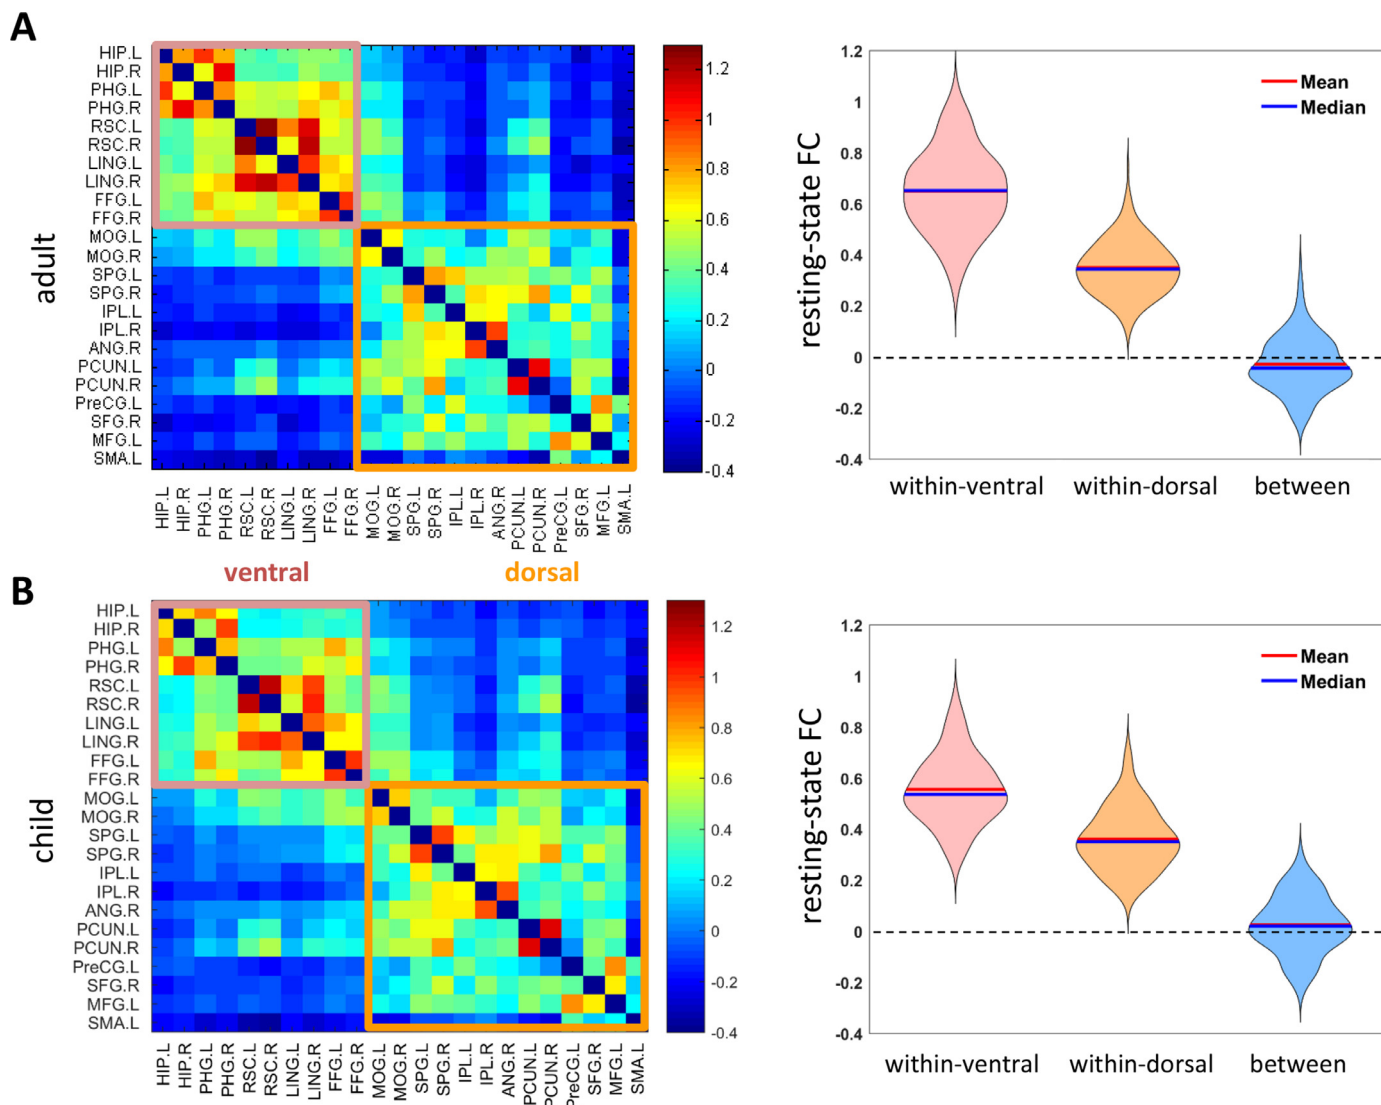 A
HIP.L
HIP.R
PHG.L
PHG.R
RSC.L
RSC.R
LING.L
LING.R
FFG.L
FFG.R
MOG.L
MOG.R
SPG.L
SPG.R
IPL.L
IPL.R
ANG.R
PCUN.L
PCUN.R
PreCG.L
SFG.R
MFG.L
SMA.L
adult
HIP.L HIP.R PHG.L PHG.R RSC.L RSC.R LING.L LING.R FFG.L FFG.R MOG.L MOG.R SPG.L SPG.R IPL.L IPL.R ANG.R PCUN.L PCUN.R PreCG.L SFG.R MFG.L SMA.L
1.2
1
0.8
0.6
0.4
0.2
0
-0.2
-0.4
resting-state FC
1.2
1
0.8
0.6
0.4
0.2
0
-0.2
-0.4
Mean
Median
within-ventral within-dorsal between
ventral dorsal
B
HIP.L
HIP.R
PHG.L
PHG.R
RSC.L
RSC.R
LING.L
LING.R
FFG.L
FFG.R
MOG.L
MOG.R
SPG.L
SPG.R
IPL.L
IPL.R
ANG.R
PCUN.L
PCUN.R
PreCG.L
SFG.R
MFG.L
SMA.L
child
HIP.L HIP.R PHG.L PHG.R RSC.L RSC.R LING.L LING.R FFG.L FFG.R MOG.L MOG.R SPG.L SPG.R IPL.L IPL.R ANG.R PCUN.L PCUN.R PreCG.L SFG.R MFG.L SMA.L
1.2
1
0.8
0.6
0.4
0.2
0
-0.2
-0.4
resting-state FC
1.2
1
0.8
0.6
0.4
0.2
0
-0.2
-0.4
Mean
Median
within-ventral within-dorsal between